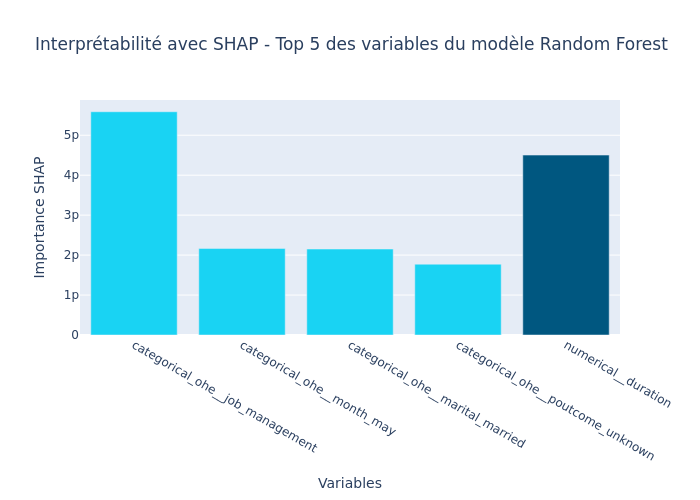 Interprétabilité avec SHAP - Top 5 des variables du modèle Random Forest
Importance SHAP
5p
4p
3p
2p
1p
0
categorical_ohe__job_management
categorical_ohe__month_may
categorical_ohe__marital_married
categorical_ohe__poutcome_unknown
numerical__duration
Variables